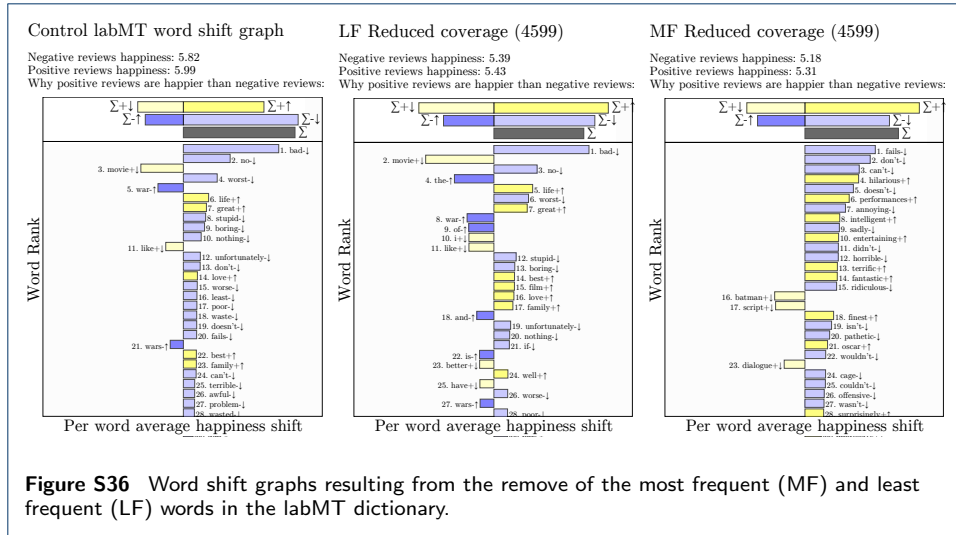 Control labMT word shift graph
Negative reviews happiness: 5.82
Positive reviews happiness: 5.99
Why positive reviews are happier than negative reviews:
Σ+↓
Σ+↑
Σ-↑
Σ-↓
Σ
1. bad-↓
2. no-↓
3. movie+↓
4. worst-↓
5. war-↑
6. life+↑
7. great+↑
8. stupid-↓
9. boring-↓
10. nothing-↓
11. like+↓
12. unfortunately-↓
13. don't-↓
14. love+↑
15. worse-↓
16. least-↓
17. poor-↓
18. waste-↓
19. doesn't-↓
20. fails-↓
21. wars-↑
22. best+↑
23. family+↑
24. can't-↓
25. terrible-↓
26. awful-↓
27. problem-↓
28. wasted-↓
Word Rank
Per word average happiness shift
LF Reduced coverage (4599)
Negative reviews happiness: 5.39
Positive reviews happiness: 5.43
Why positive reviews are happier than negative reviews:
Σ+↓
Σ+↑
Σ-↑
Σ-↓
Σ
1. bad-↓
2. movie+↓
3. no-↓
4. the-↑
5. life+↑
6. worst-↓
7. great+↑
8. war-↑
9. of-↑
10. i+↓
11. like+↓
12. stupid-↓
13. boring-↓
14. best+↑
15. film+↑
16. love+↑
17. family+↑
18. and-↑
19. unfortunately-↓
20. nothing-↓
21. if-↓
22. is-↑
23. better+↓
24. well+↑
25. have+↓
26. worse-↓
27. wars-↑
28. poor-↓
Word Rank
Per word average happiness shift
MF Reduced coverage (4599)
Negative reviews happiness: 5.18
Positive reviews happiness: 5.31
Why positive reviews are happier than negative reviews:
Σ+↓
Σ+↑
Σ-↑
Σ-↓
Σ
1. fails-↓
2. don't-↓
3. can't-↓
4. hilarious+↑
5. doesn't-↓
6. performances+↑
7. annoying-↓
8. intelligent+↑
9. sadly-↓
10. entertaining+↑
11. didn't-↓
12. horrible-↓
13. terrific+↑
14. fantastic+↑
15. ridiculous-↓
16. batman+↓
17. script+↓
18. finest+↑
19. isn't-↓
20. pathetic-↓
21. oscar+↑
22. wouldn't-↓
23. dialogue+↓
24. cage-↓
25. couldn't-↓
26. offensive-↓
27. wasn't-↓
28. surprisingly+↑
Word Rank
Per word average happiness shift
Figure S36 Word shift graphs resulting from the remove of the most frequent (MF) and least
frequent (LF) words in the labMT dictionary.